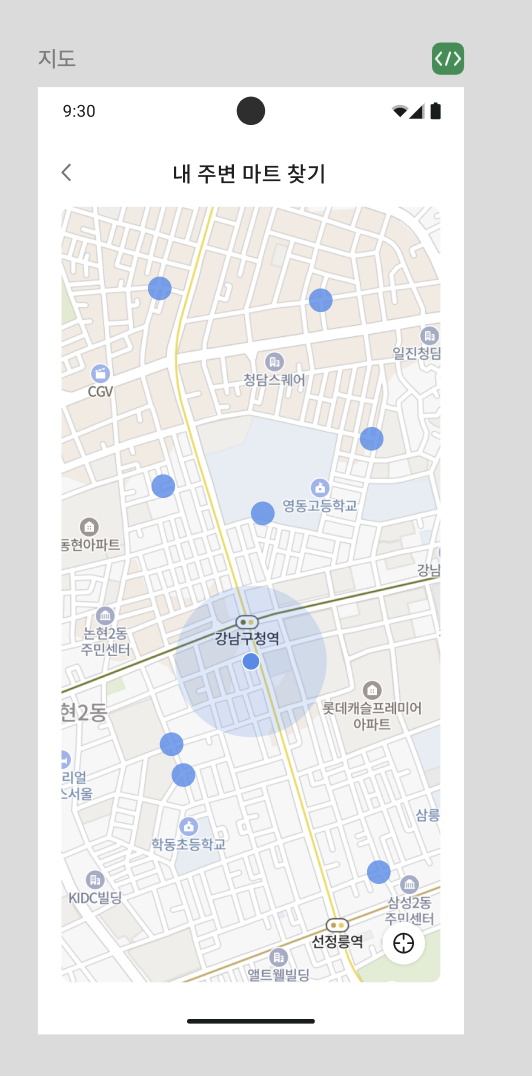 지도
9:30
내 주변 마트 찾기
일진청담
청담스퀘어
CGV
영동고등학교
동현아파트
강남
논현2동
주민센터
강남구청역
현2동
롯데캐슬프레미어
아파트
리얼
스서울
삼릉
학동초등학교
KIDC빌딩
삼성2동
주민센터
선정릉역
앨트웰빌딩